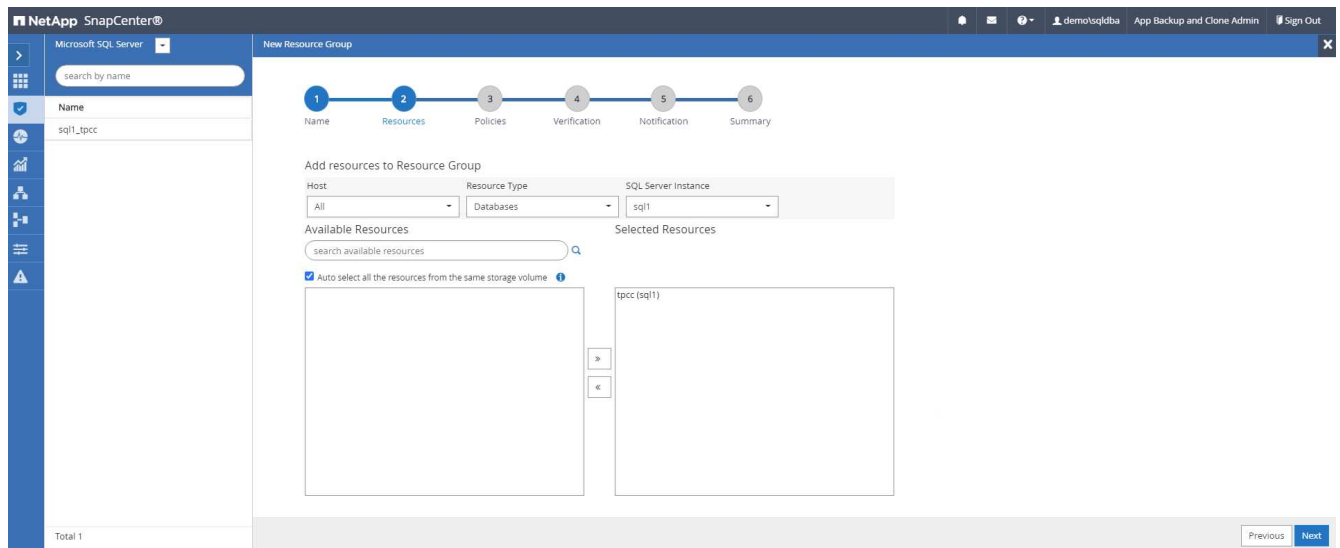 NetApp SnapCenter®
demo\sqldba App Backup and Clone Admin Sign Out
Microsoft SQL Server
search by name
Name
sql1_tpcc
Total 1
New Resource Group
1 2 3 4 5 6
Name Resources Policies Verification Notification Summary
Add resources to Resource Group
Host Resource Type SQL Server Instance
All Databases sql1
Available Resources Selected Resources
search available resources
Auto select all the resources from the same storage volume
tpcc (sql1)
» 
«
Previous Next